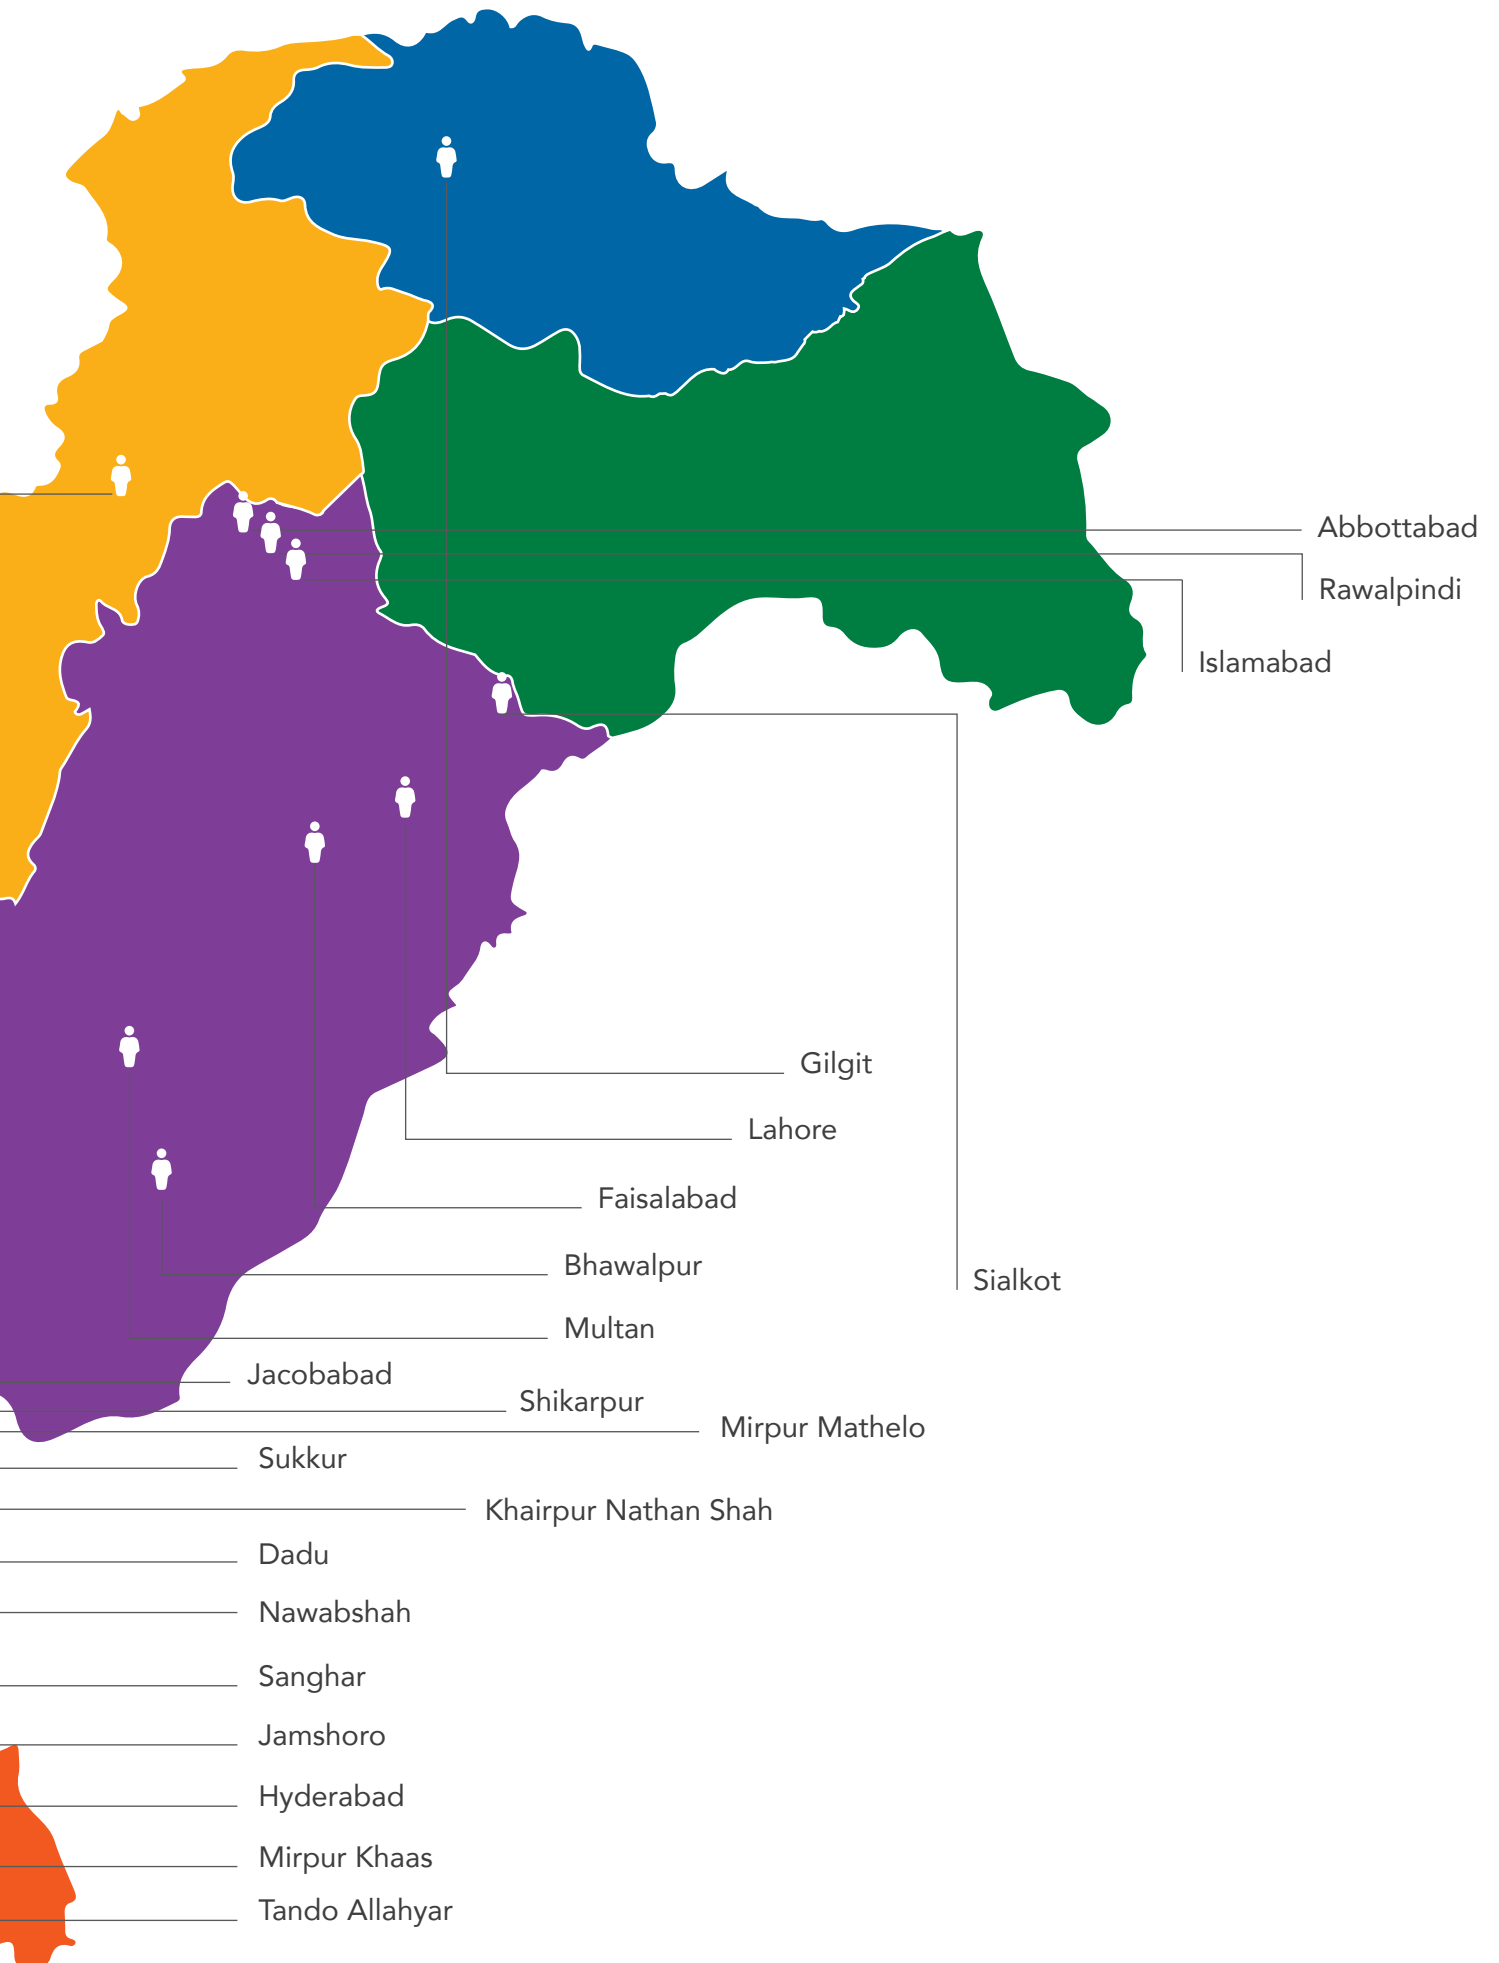 Abbottabad
Rawalpindi
Islamabad
Gilgit
Lahore
Faisalabad
Bhawalpur
Sialkot
Multan
Jacobabad
Shikarpur
Mirpur Mathelo
Sukkur
Khairpur Nathan Shah
Dadu
Nawabshah
Sanghar
Jamshoro
Hyderabad
Mirpur Khaas
Tando Allahyar